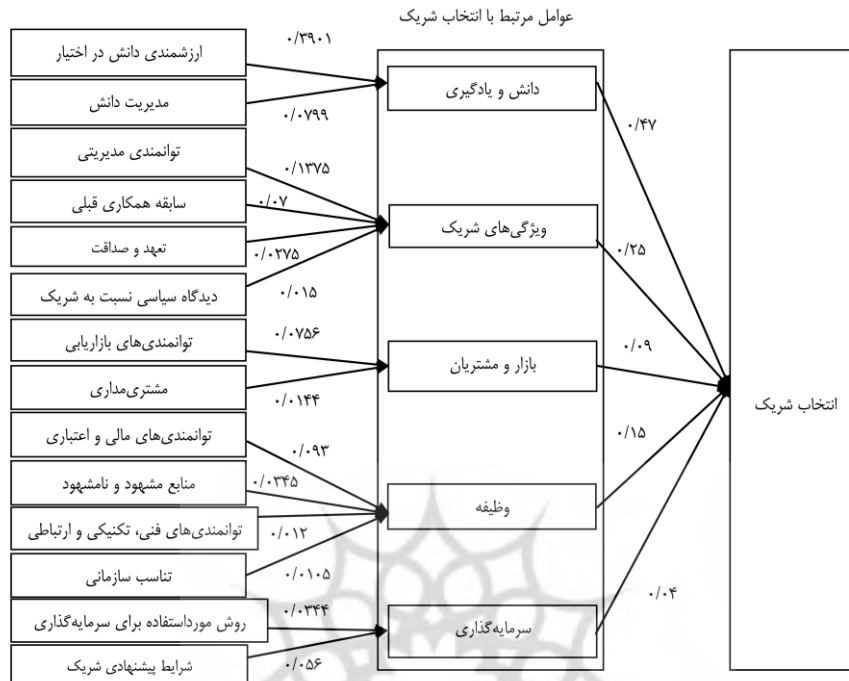 عوامل مرتبط با انتخاب شریک
ارزشمندی دانش در اختیار
۰/۳۹۰۱
مدیریت دانش
۰/۰۷۹۹
دانش و یادگیری
۰/۴۷
توانمندی مدیریتی
۰/۱۳۷۵
سابقه همکاری قبلی
۰/۰۷
تعهد و صداقت
۰/۰۲۷۵
دیدگاه سیاسی نسبت به شریک
۰/۰۱۵
ویژگی‌های شریک
۰/۲۵
توانمندی‌های بازاریابی
۰/۰۷۵۶
مشتری‌مداری
۰/۰۱۴۴
بازار و مشتریان
۰/۰۹
انتخاب شریک
توانمندی‌های مالی و اعتباری
۰/۰۹۳
منابع مشهود و نامشهود
۰/۰۳۴۵
توانمندی‌های فنی، تکنیکی و ارتباطی
۰/۰۱۲
تناسب سازمانی
۰/۰۱۰۵
وظیفه
۰/۱۵
روش مورداستفاده برای سرمایه‌گذاری
۰/۰۳۴۴
شرایط پیشنهادی شریک
۰/۰۵۶
سرمایه‌گذاری
۰/۰۴